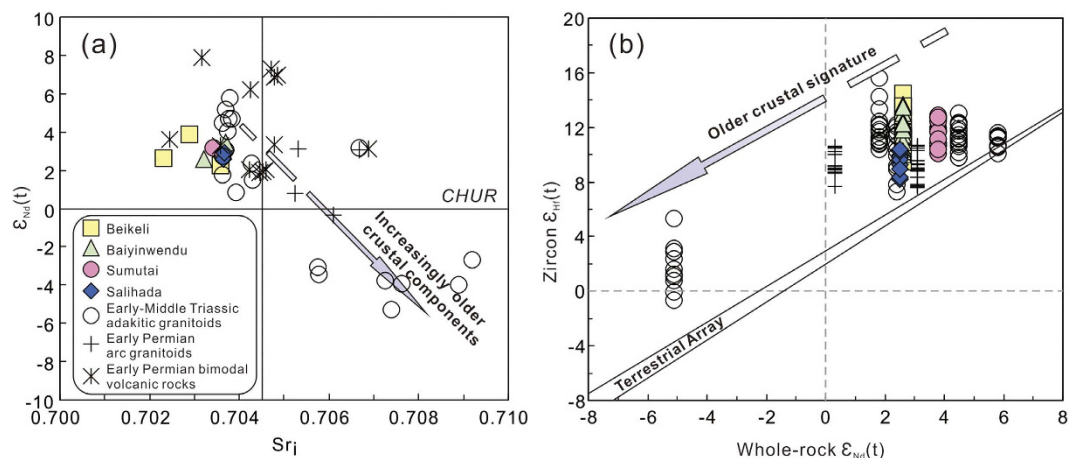 (a)
10
8
6
4
2
0
-2
-4
-6
-8
-10
εNd(t)
CHUR
Increasingly older
crustal components
Beikeli
Baiyinwendu
Sumutai
Salihada
Early-Middle Triassic
adakitic granitoids
Early Permian
arc granitoids
Early Permian bimodal
volcanic rocks
0.700
0.702
0.704
0.706
0.708
0.710
Sri
(b)
20
16
12
8
4
0
-4
-8
Zircon εHf(t)
Older crustal signature
Terrestrial Array
-8
-6
-4
-2
0
2
4
6
8
Whole-rock εNd(t)